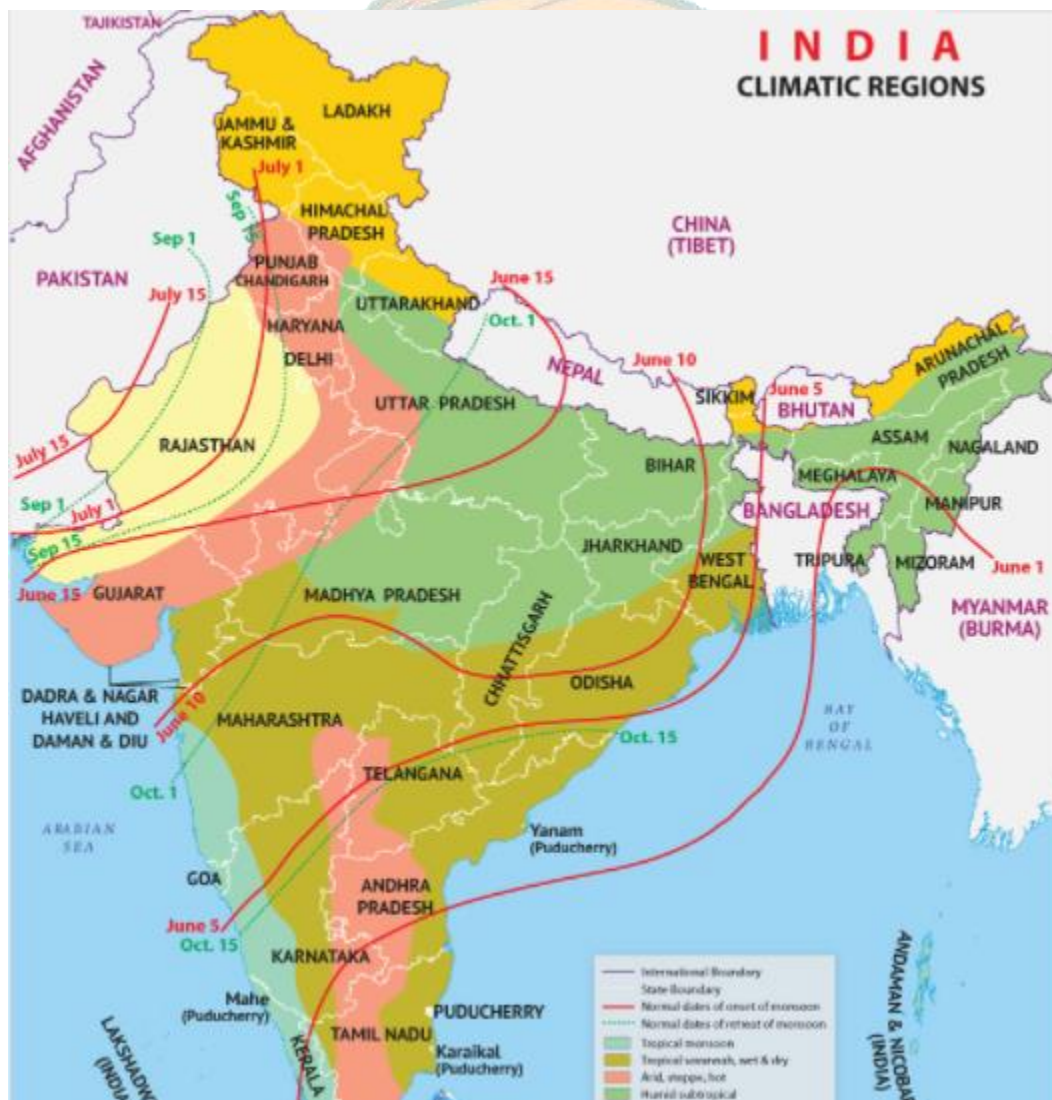 INDIA
CLIMATIC REGIONS
TAJIKISTAN
AFGHANISTAN
LADAKH
JAMMU &
KASHMIR
July 1
Sep 15
HIMACHAL
PRADESH
CHINA
(TIBET)
Sep 1
PAKISTAN
July 15
PUNJAB
CHANDIGARH
UTTARAKHAND
June 15
Oct. 1
HARYANA
DELHI
NEPAL
June 10
SIKKIM
June 5
BHUTAN
ARUNACHAL
PRADESH
UTTAR PRADESH
RAJASTHAN
July 15
ASSAM
NAGALAND
BIHAR
MEGHALAYA
Sep 1
July 1
MANIPUR
BANGLADESH
Sep 15
JHARKHAND
WEST
BENGAL
TRIPURA
MIZORAM
June 1
June 15
GUJARAT
MADHYA PRADESH
MYANMAR
(BURMA)
CHHATTISGARH
ODISHA
DADRA & NAGAR
HAVELI AND
DAMAN & DIU
June 10
MAHARASHTRA
BAY
OF
BENGAL
Oct. 15
TELANGANA
Oct. 1
ARABIAN
SEA
Yanam
(Puducherry)
GOA
ANDHRA
PRADESH
June 5
Oct. 15
KARNATAKA
Mahe
(Puducherry)
PUDUCHERRY
TAMIL NADU
Karaikal
(Puducherry)
KERALA
LAKSHADW
(INDIA
ANDAMAN & NICOBA
(INDIA)
International Boundary
State Boundary
Normal dates of onset of monsoon
Normal dates of retreat of monsoon
Tropical monsoon
Tropical savannah, wet & dry
Arid, steppe, hot
Humid subtropical